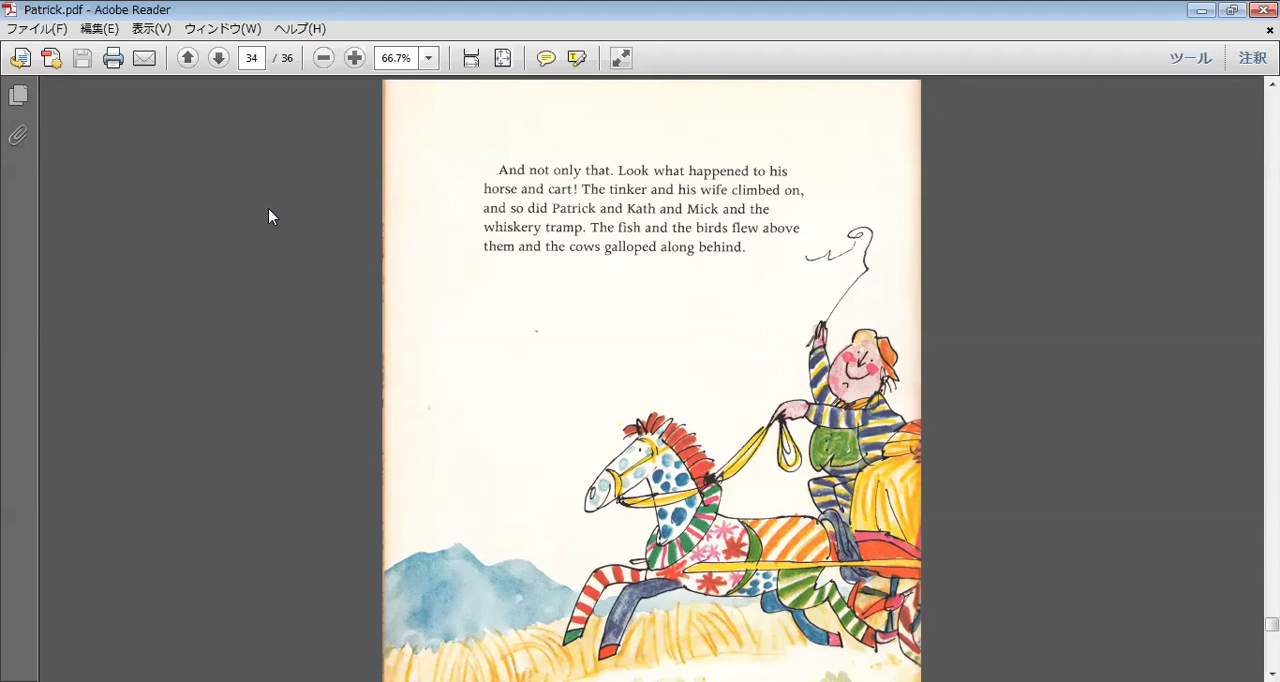 Patrick.pdf - Adobe Reader
ファイル(F) 編集(E) 表示(V) ウィンドウ(W) ヘルプ(H)
34 / 36 66.7% ツール 注釈
And not only that. Look what happened to his
horse and cart! The tinker and his wife climbed on,
and so did Patrick and Kath and Mick and the
whiskery tramp. The fish and the birds flew above
them and the cows galloped along behind.